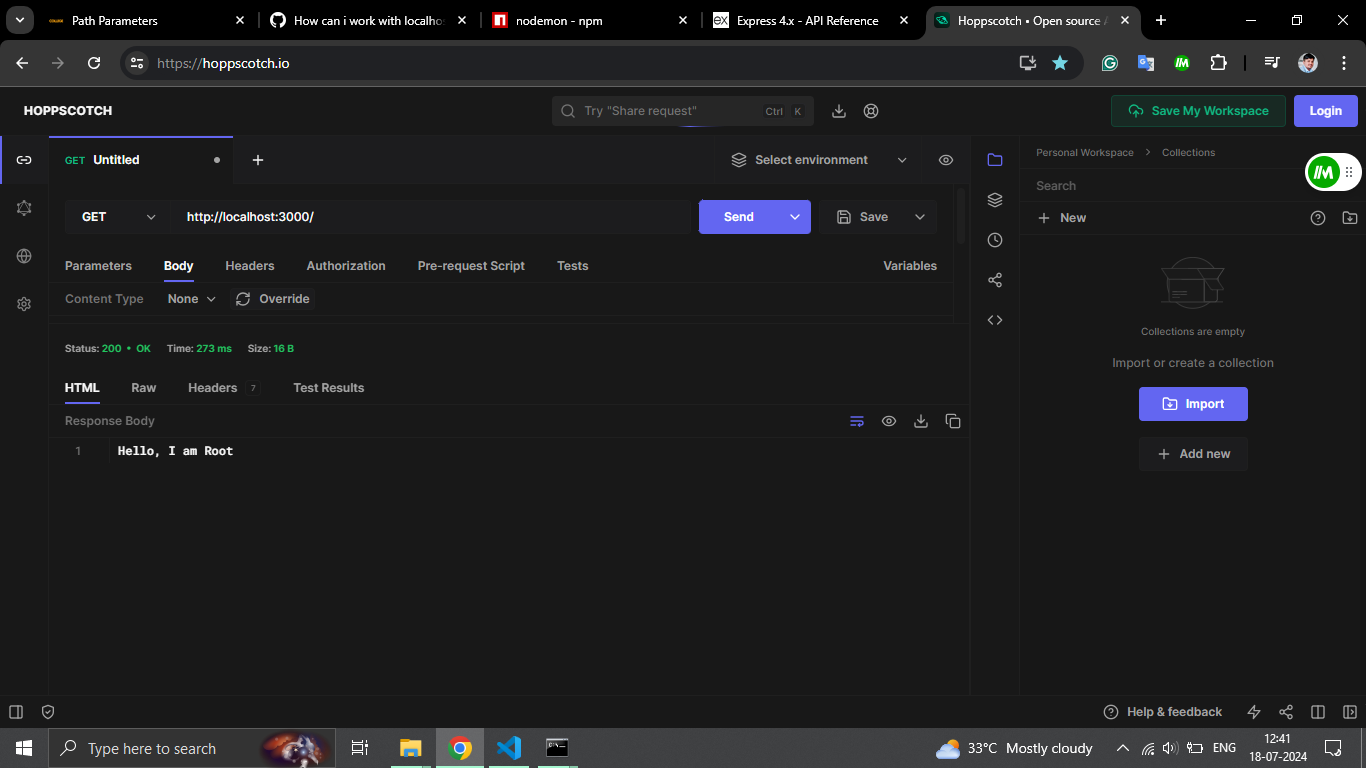 Path Parameters
How can i work with localho
nodemon - npm
Express 4.x - API Reference
Hoppscotch • Open source A
https://hoppscotch.io
HOPPSCOTCH
Try "Share request"
Ctrl K
Save My Workspace
Login
GET Untitled
Select environment
Personal Workspace > Collections
Search
New
GET
http://localhost:3000/
Send
Save
Parameters
Body
Headers
Authorization
Pre-request Script
Tests
Variables
Content Type
None
Override
Status: 200 • OK
Time: 273 ms
Size: 16 B
HTML
Raw
Headers 7
Test Results
Response Body
1 Hello, I am Root
Collections are empty
Import or create a collection
Import
Add new
Help & feedback
Type here to search
33°C Mostly cloudy
ENG
12:41
18-07-2024